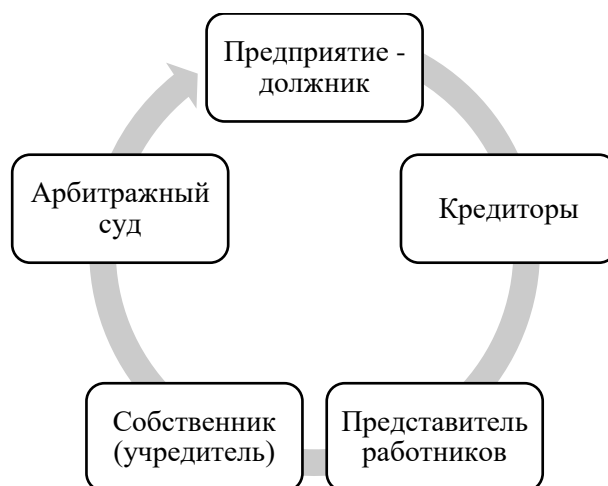 Предприятие -
должник
Кредиторы
Представитель
работников
Собственник
(учредитель)
Арбитражный
суд